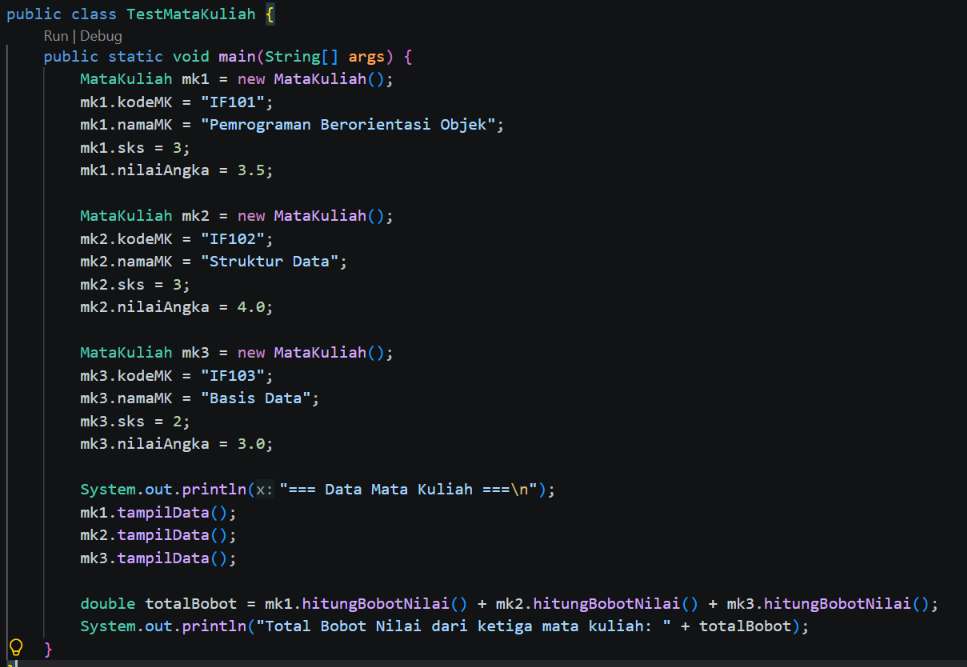 public class TestMataKuliah {
Run | Debug
public static void main(String[] args) {
MataKuliah mk1 = new MataKuliah();
mk1.kodeMK = "IF101";
mk1.namaMK = "Pemrograman Berorientasi Objek";
mk1.sks = 3;
mk1.nilaiAngka = 3.5;
MataKuliah mk2 = new MataKuliah();
mk2.kodeMK = "IF102";
mk2.namaMK = "Struktur Data";
mk2.sks = 3;
mk2.nilaiAngka = 4.0;
MataKuliah mk3 = new MataKuliah();
mk3.kodeMK = "IF103";
mk3.namaMK = "Basis Data";
mk3.sks = 2;
mk3.nilaiAngka = 3.0;
System.out.println(x: "=== Data Mata Kuliah ===\n");
mk1.tampilData();
mk2.tampilData();
mk3.tampilData();
double totalBobot = mk1.hitungBobotNilai() + mk2.hitungBobotNilai() + mk3.hitungBobotNilai();
System.out.println("Total Bobot Nilai dari ketiga mata kuliah: " + totalBobot);
}
}